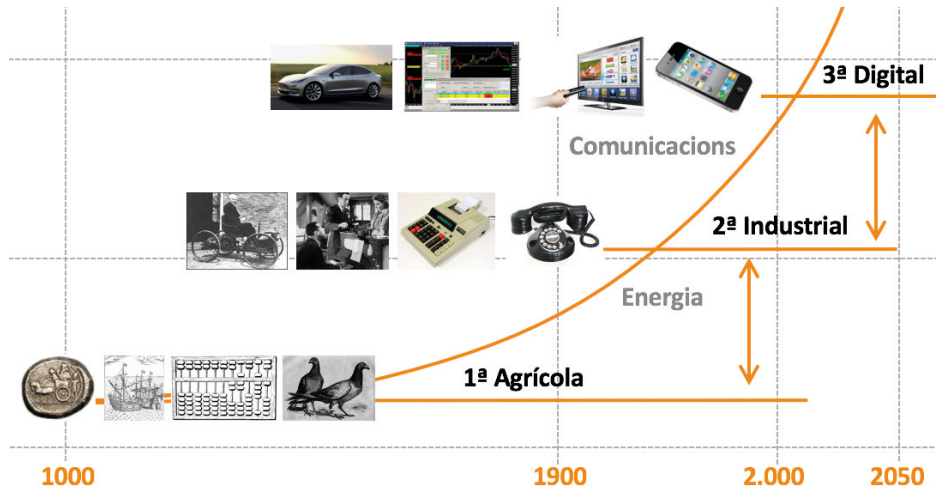 3ª Digital
Comunicacions
2ª Industrial
Energia
1ª Agrícola
1000
1900
2.000
2050